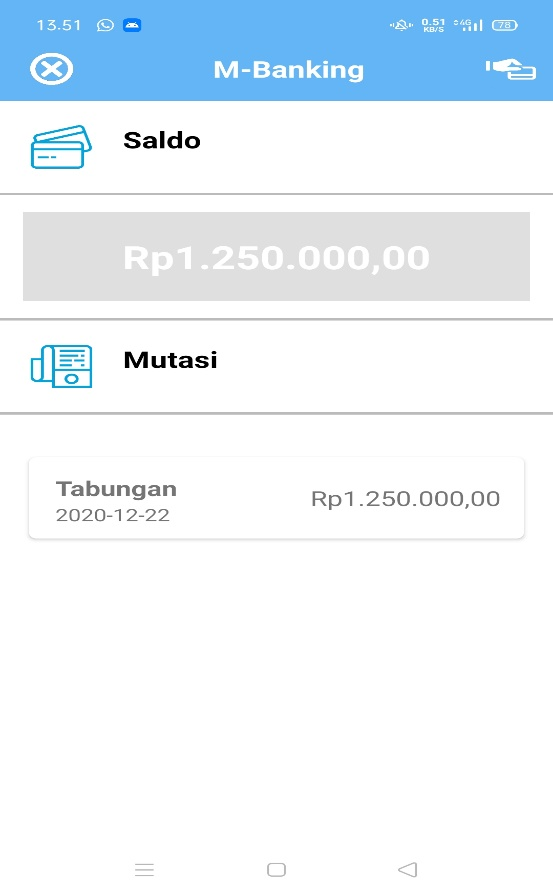 13.51 0.51 KB/S 4G 78
M-Banking
Saldo
Rp1.250.000,00
Mutasi
Tabungan
2020-12-22
Rp1.250.000,00